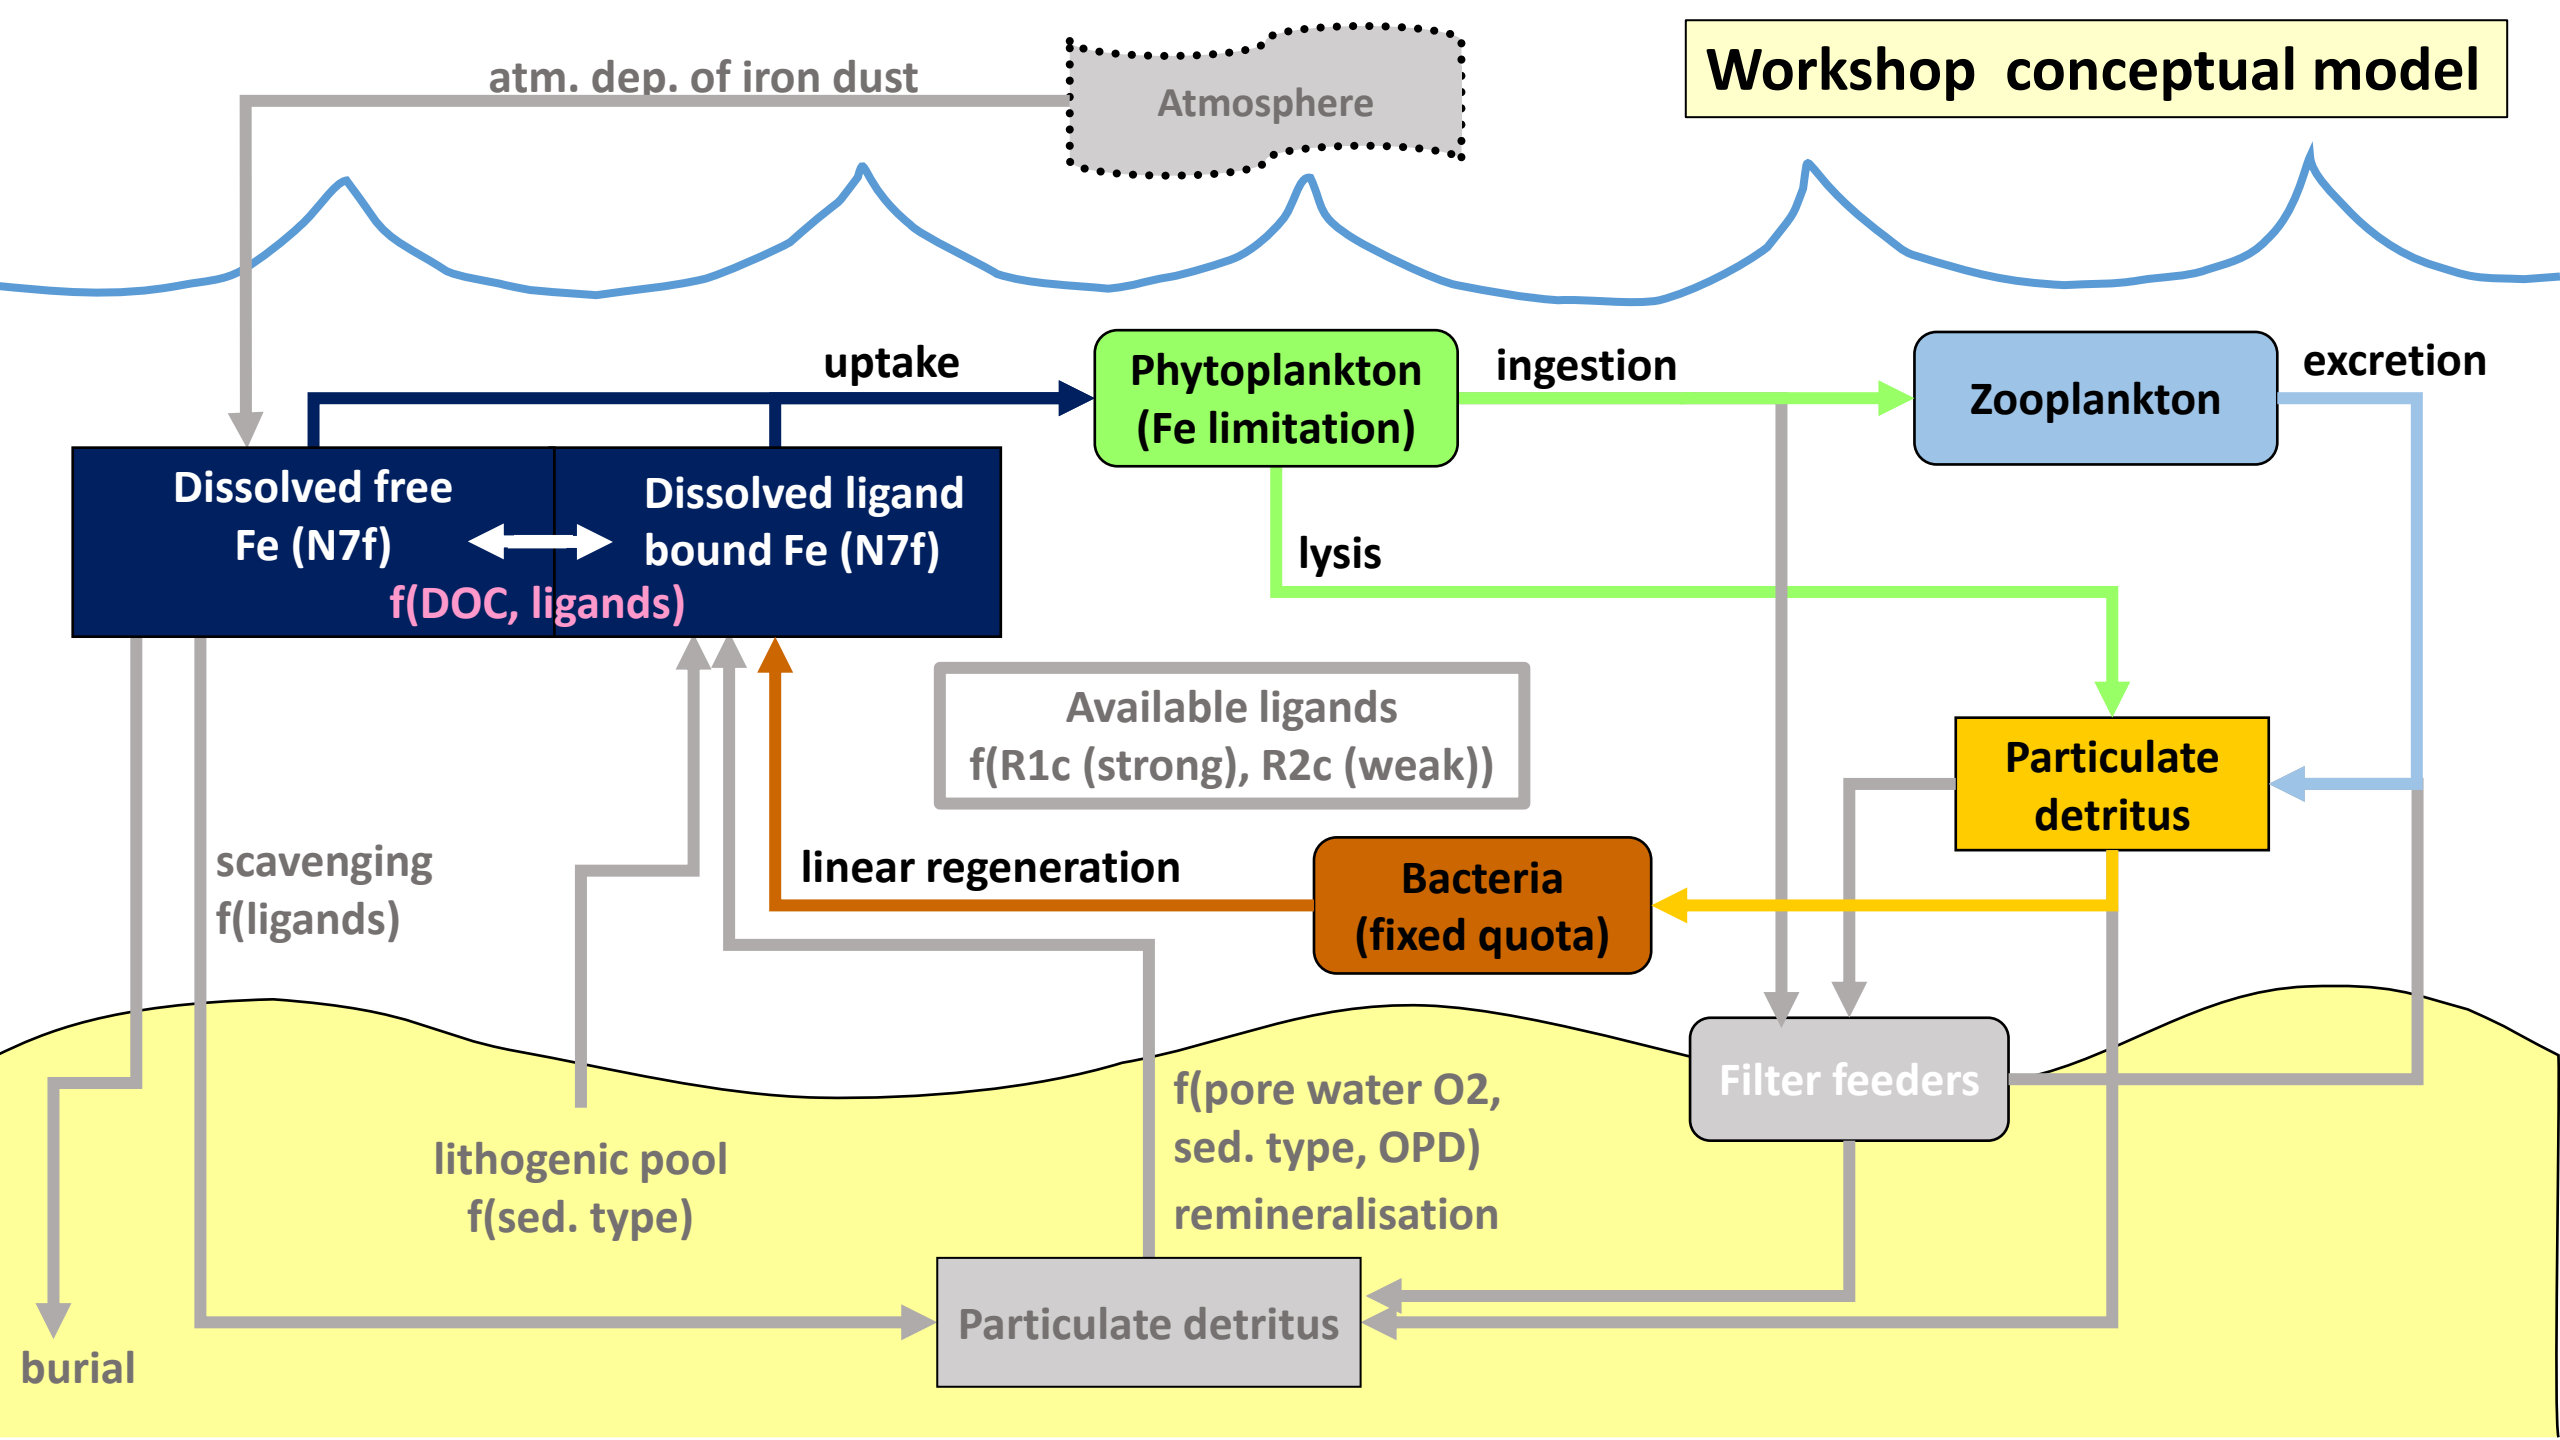 atm. dep. of iron dust
Atmosphere
Workshop conceptual model
uptake
Phytoplankton
(Fe limitation)
ingestion
Zooplankton
excretion
Dissolved free
Fe (N7f)
Dissolved ligand
bound Fe (N7f)
f(DOC, ligands)
lysis
Available ligands
f(R1c (strong), R2c (weak))
Particulate
detritus
scavenging
f(ligands)
linear regeneration
Bacteria
(fixed quota)
Filter feeders
f(pore water O2,
sed. type, OPD)
remineralisation
lithogenic pool
f(sed. type)
Particulate detritus
burial